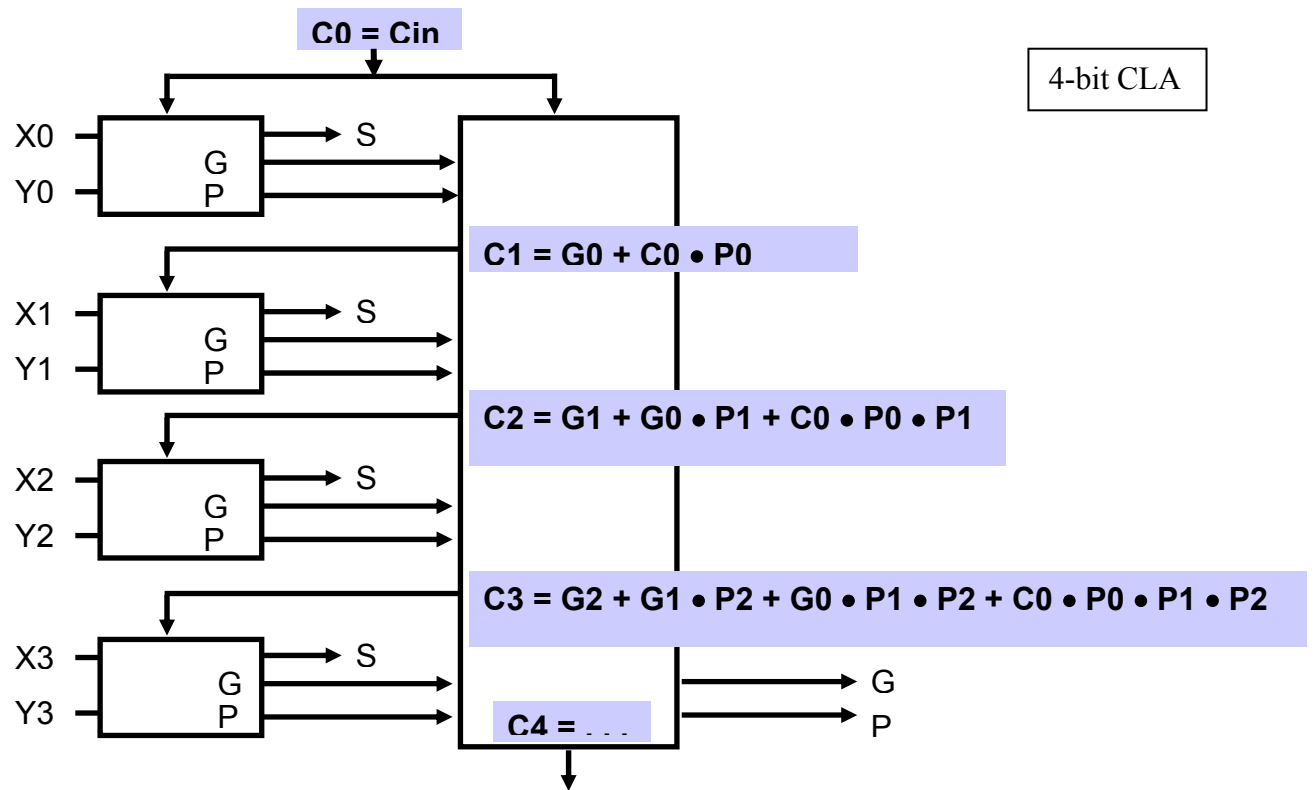 C0 = Cin
4-bit CLA
X0
S
G
Y0
P
C1 = G0 + C0 • P0
X1
S
G
Y1
P
C2 = G1 + G0 • P1 + C0 • P0 • P1
X2
S
G
Y2
P
C3 = G2 + G1 • P2 + G0 • P1 • P2 + C0 • P0 • P1 • P2
X3
S
G
G
Y3
P
P
C4 = . . .